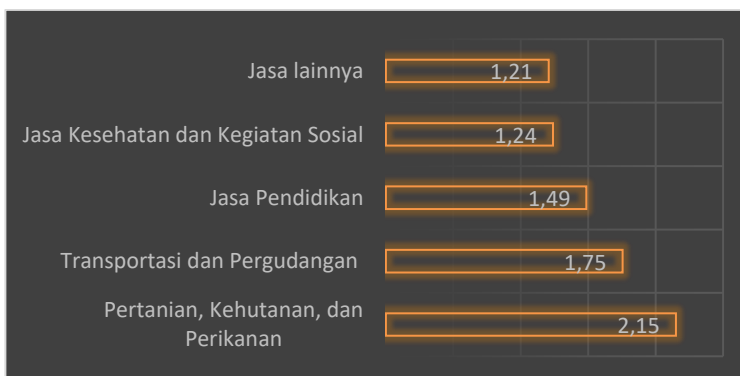 Jasa lainnya
1,21
Jasa Kesehatan dan Kegiatan Sosial
1,24
Jasa Pendidikan
1,49
Transportasi dan Pergudangan
1,75
Pertanian, Kehutanan, dan
Perikanan
2,15